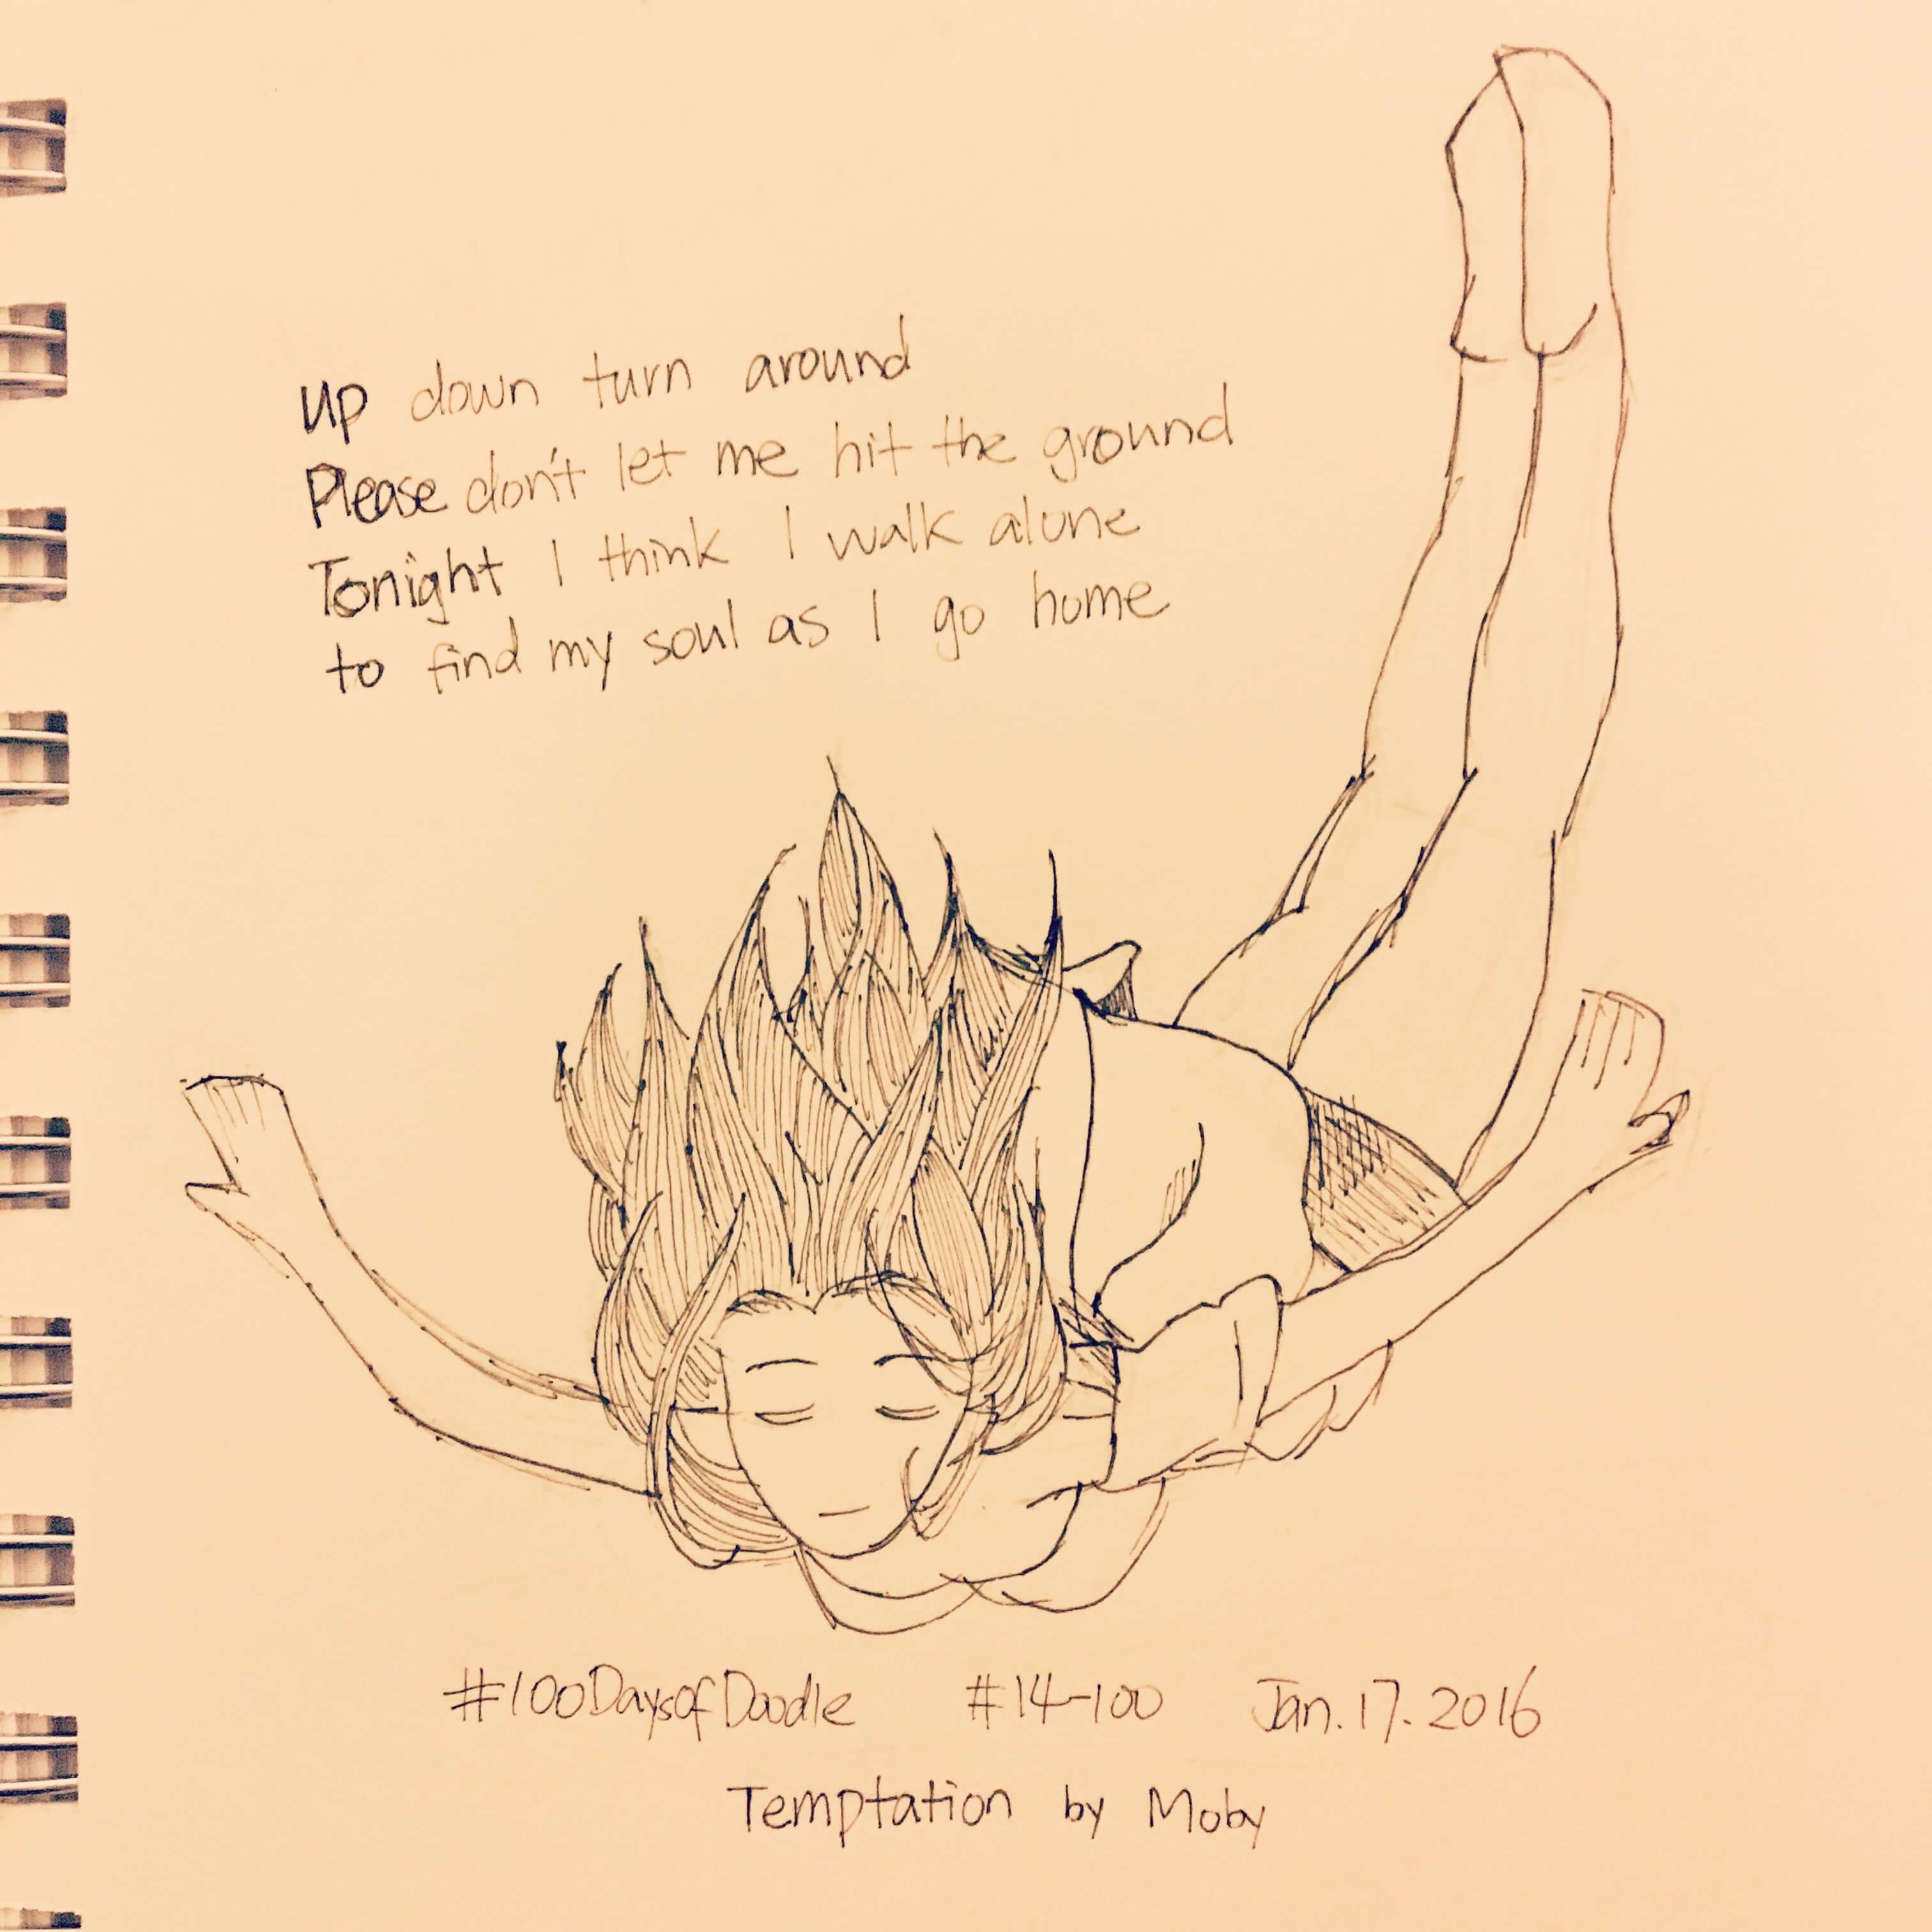 Up down turn around
Please don't let me hit the ground
Tonight I think I walk alone
to find my soul as I go home
#100DaysofDoodle #14-100 Jan.17.2016
Temptation by Moby